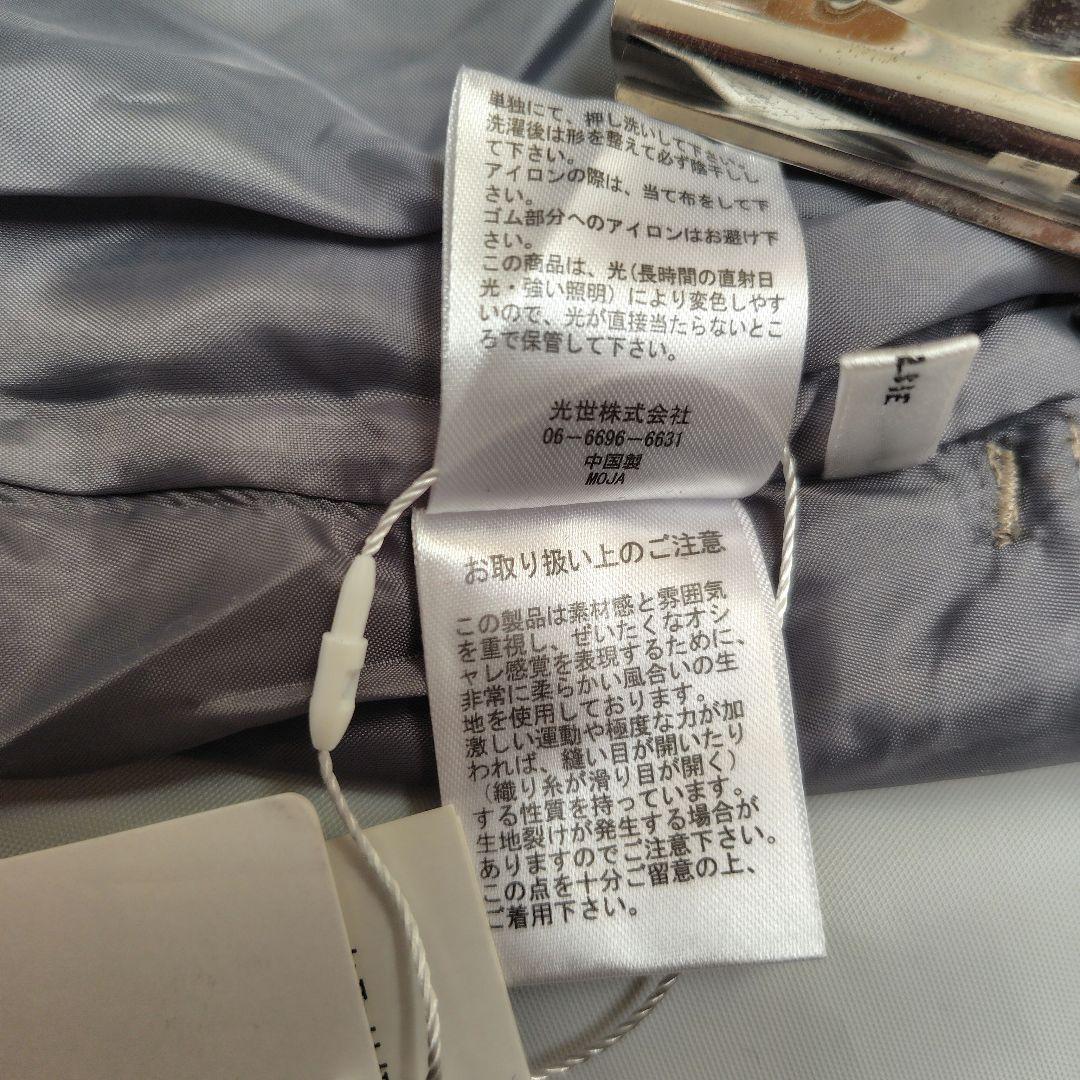 単独にて、押し洗いして下さい。
洗濯後は形を整えて必ず陰干しし
て下さい。
アイロンの際は、当て布をして下
さい。
ゴム部分へのアイロンはお避け下
さい。
この商品は、光(長時間の直射日
光・強い照明)により変色しやす
いので、光が直接当たらないとこ
ろで保管して下さい。
光世株式会社
06-6696-6631
中国製
MOJA
お取り扱い上のご注意
この製品は素材感と雰囲気
を重視し、ぜいたくなオシ
ャレ感覚を表現するために、
非常に柔らかい風合いの生
地を使用しております。
激しい運動や極度な力が加
われば、縫い目が開いたり
(織り糸が滑り目が開く)
する性質を持っています。
生地裂けが発生する場合が
ありますのでご注意下さい。
この点を十分ご留意の上、
ご着用下さい。